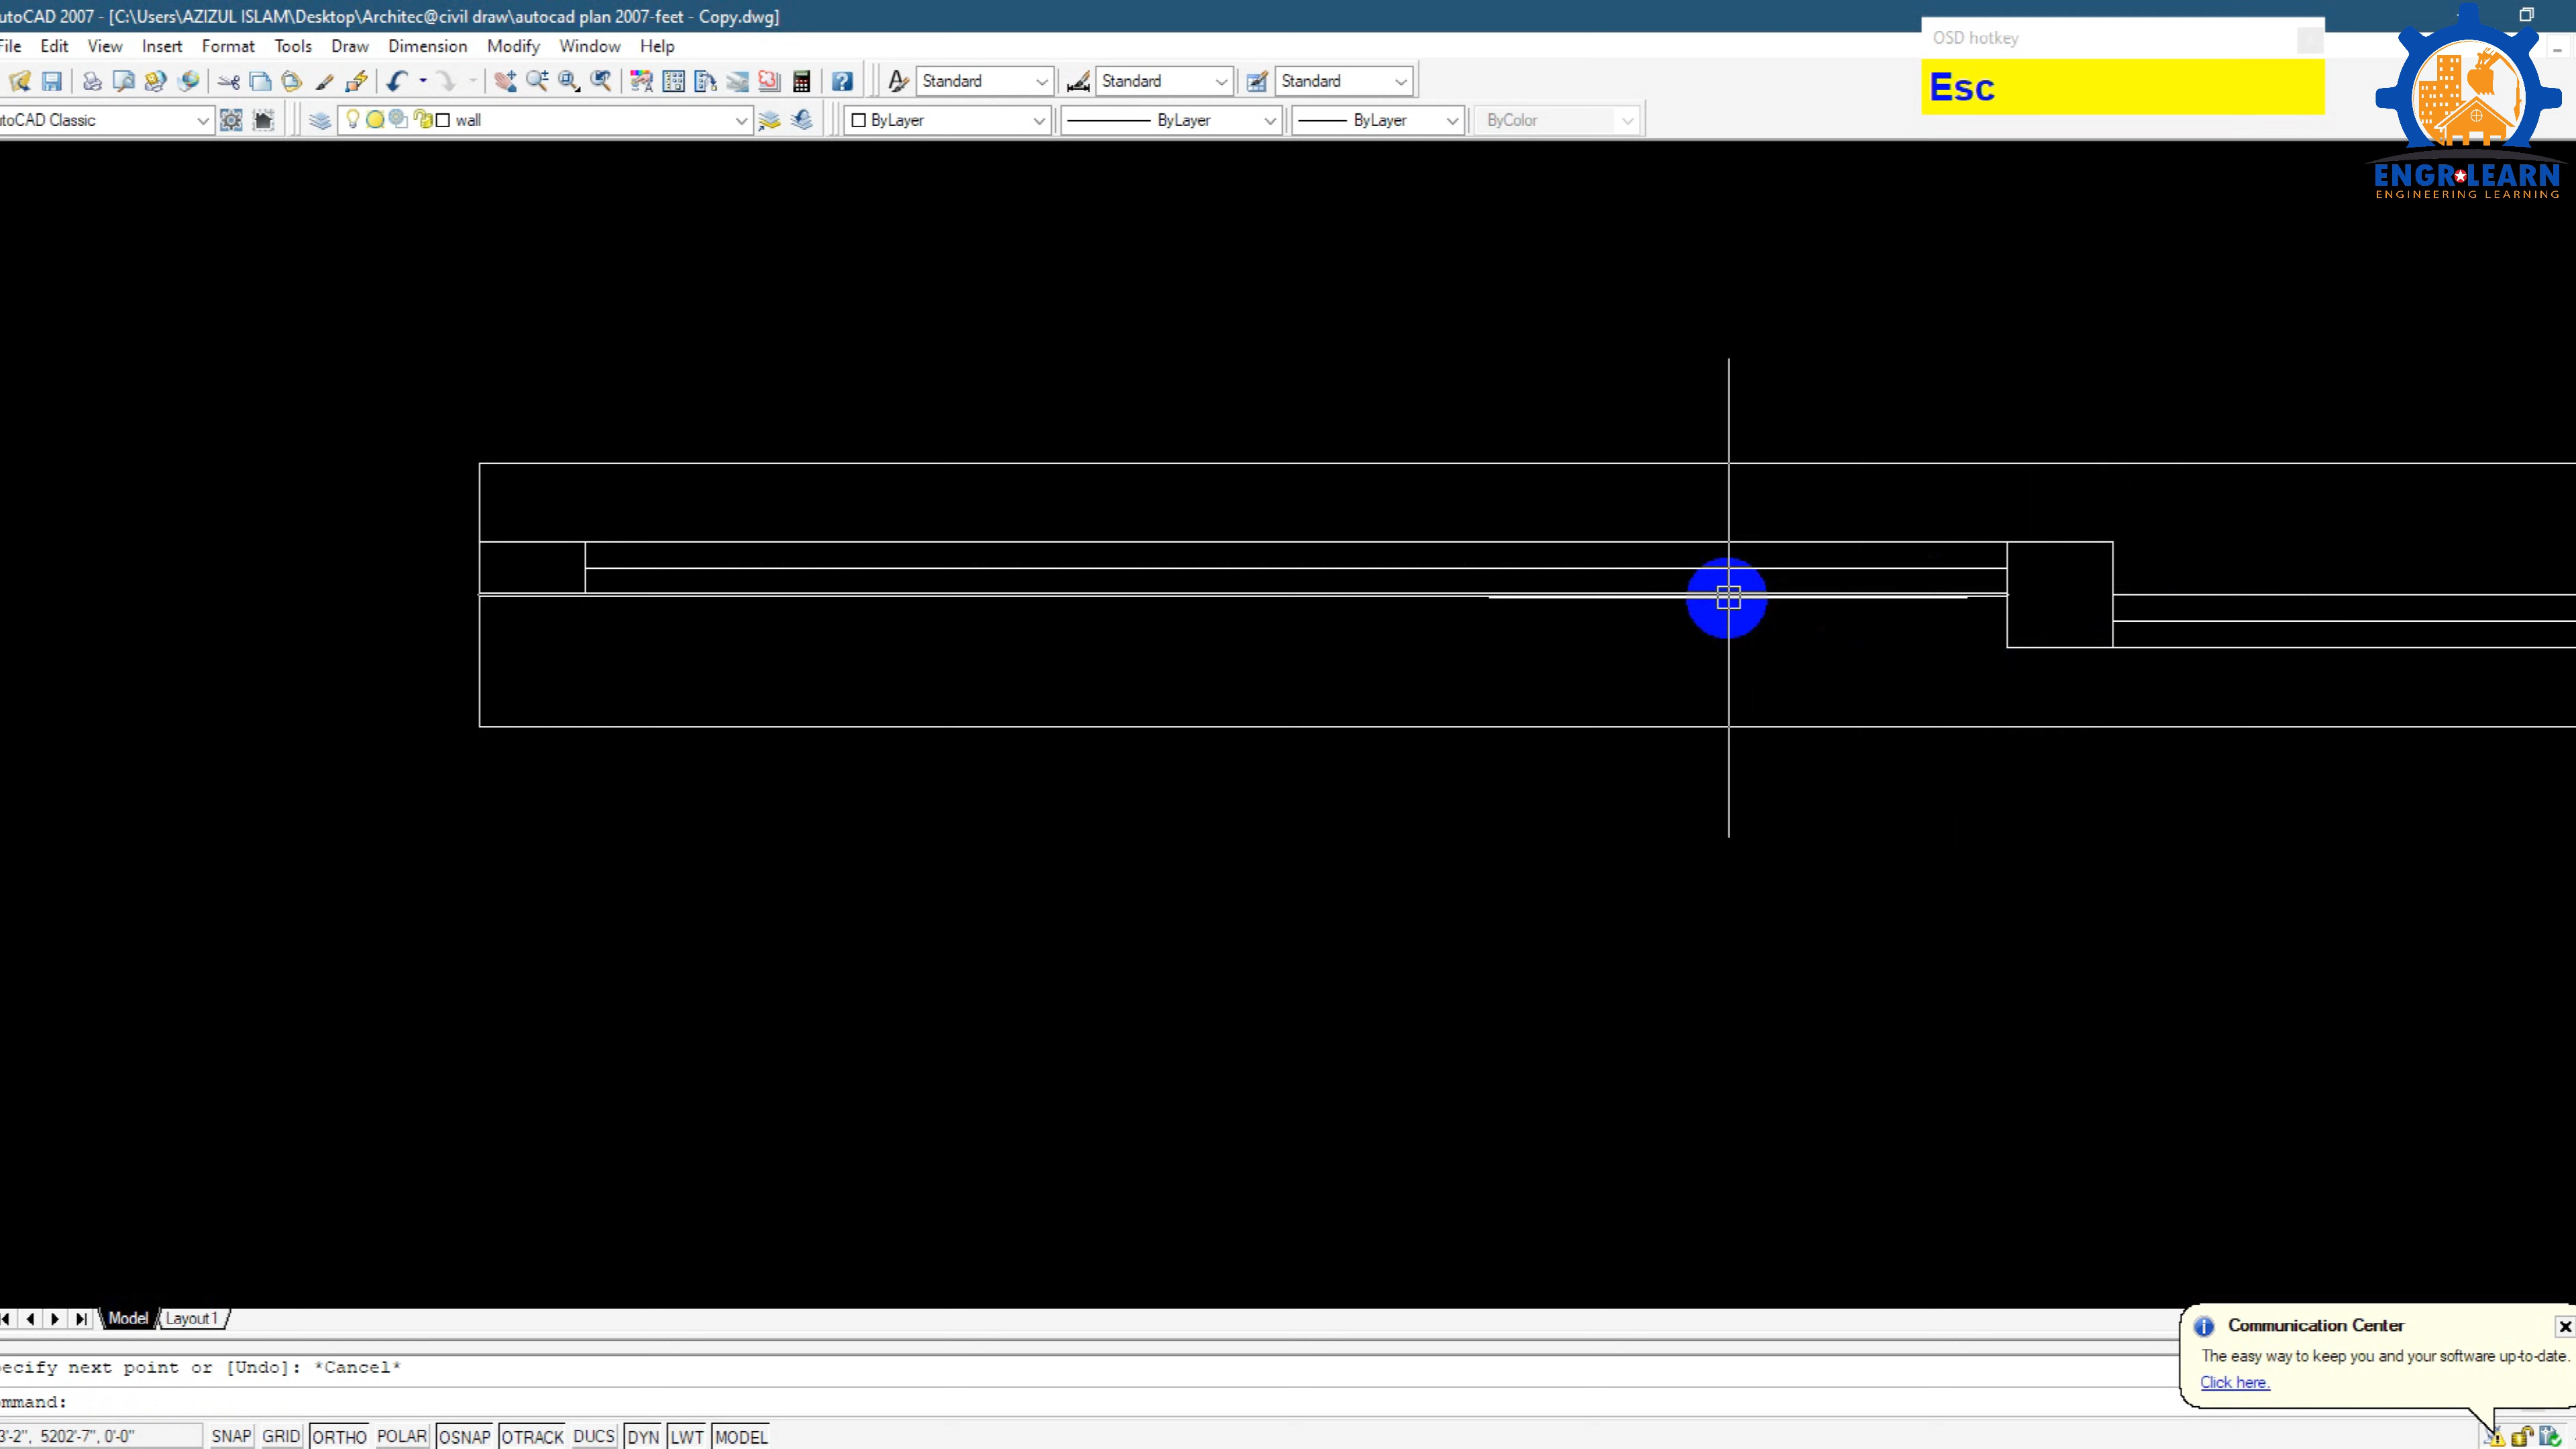 utoCAD 2007 - [C:\Users\AZIZUL ISLAM\Desktop\Architec@civil draw\autocad plan 2007-feet - Copy.dwg]
File Edit View Insert Format Tools Draw Dimension Modify Window Help
OSD hotkey
Esc
Standard Standard Standard
utoCAD Classic wall ByLayer ByLayer ByLayer ByColor
ENGR LEARN
ENGINEERING LEARNING
Model Layout1
Communication Center
The easy way to keep you and your software up-to-date.
Click here.
pecify next point or [Undo]: *Cancel*
mmand:
3'-2", 5202'-7", 0'-0" SNAP GRID ORTHO POLAR OSNAP OTRACK DUCS DYN LWT MODEL